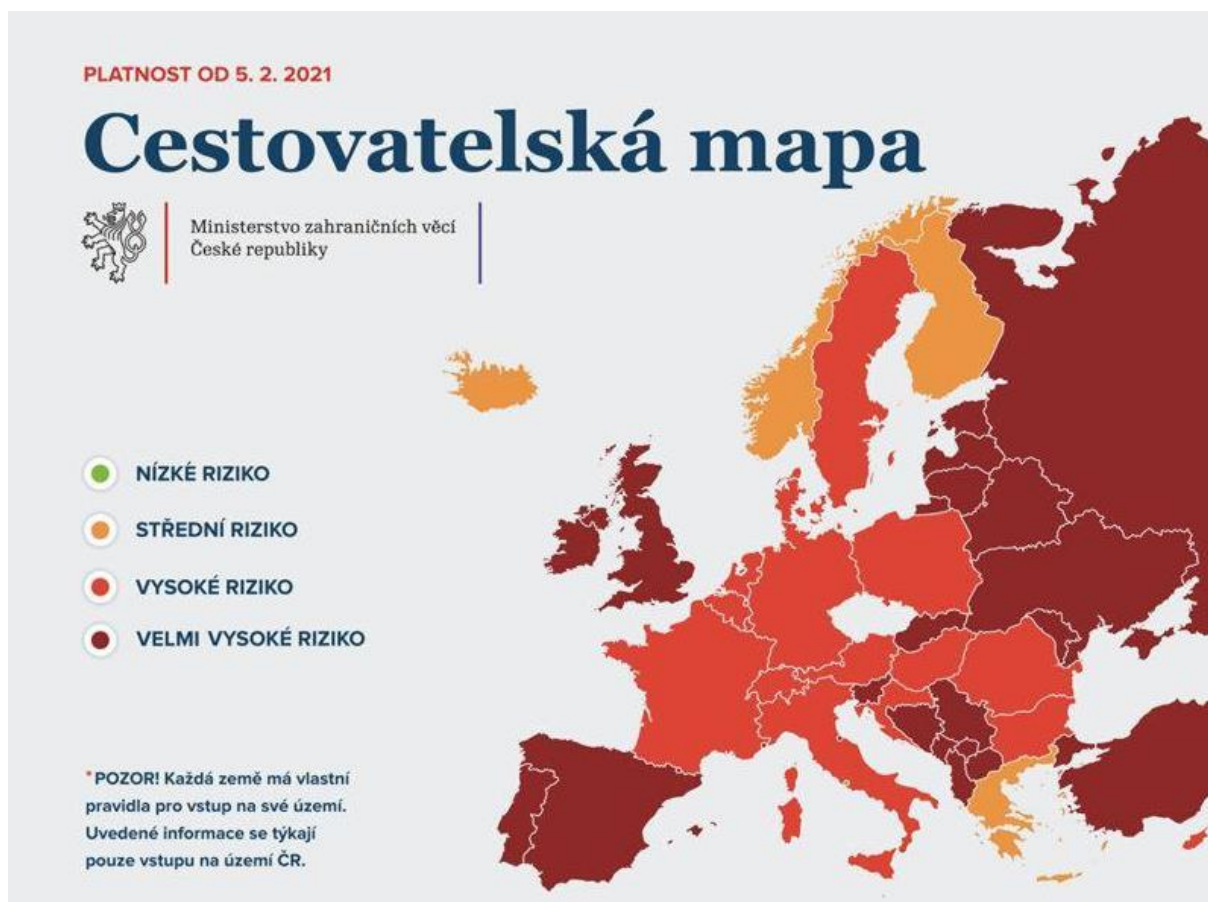 PLATNOST OD 5. 2. 2021
Cestovatelská mapa
Ministerstvo zahraničních věcí
České republiky
NÍZKÉ RIZIKO
STŘEDNÍ RIZIKO
VYSOKÉ RIZIKO
VELMI VYSOKÉ RIZIKO
*POZOR! Každá země má vlastní
pravidla pro vstup na své území.
Uvedené informace se týkají
pouze vstupu na území ČR.